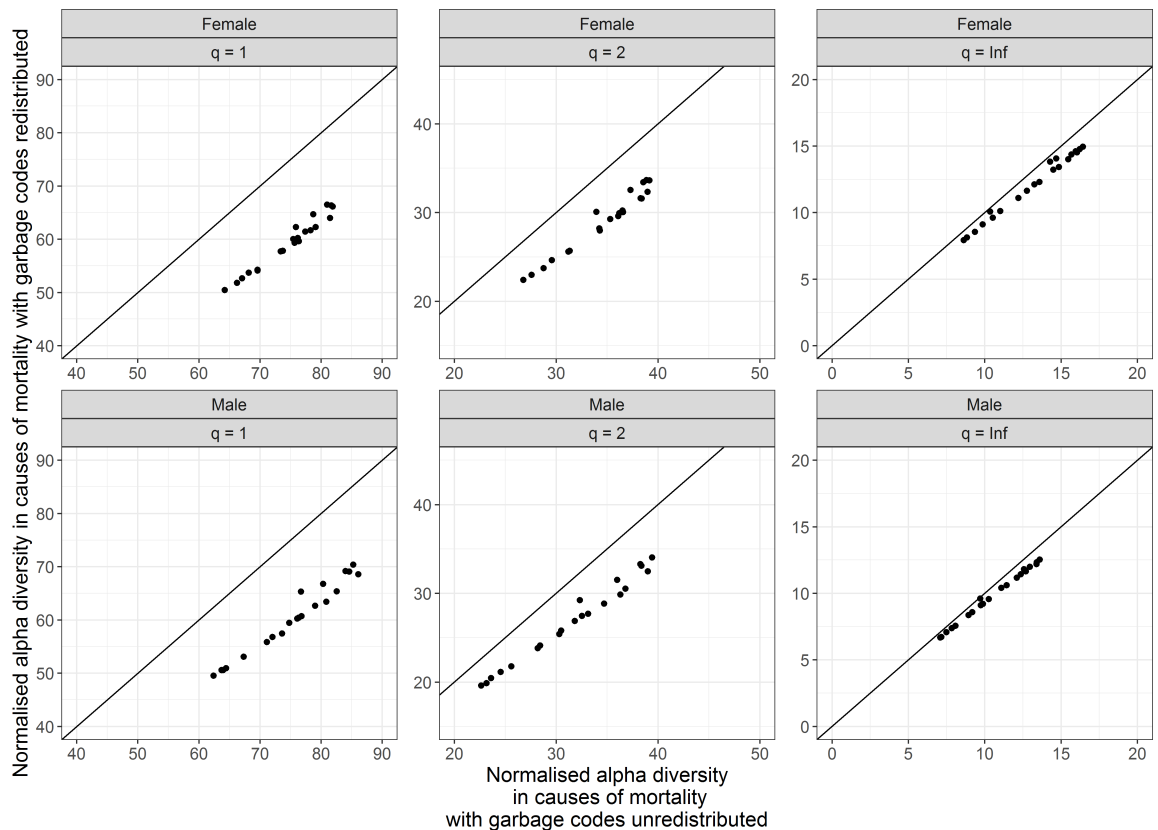 Normalised alpha diversity in causes of mortality with garbage codes redistributed
Female
q = 1
90
80
70
60
50
40
40 50 60 70 80 90
Female
q = 2
40
30
20
20 30 40 50
Female
q = Inf
20
15
10
5
0
0 5 10 15 20
Male
q = 1
90
80
70
60
50
40
40 50 60 70 80 90
Male
q = 2
40
30
20
20 30 40 50
Male
q = Inf
20
15
10
5
0
0 5 10 15 20
Normalised alpha diversity
in causes of mortality
with garbage codes unredistributed